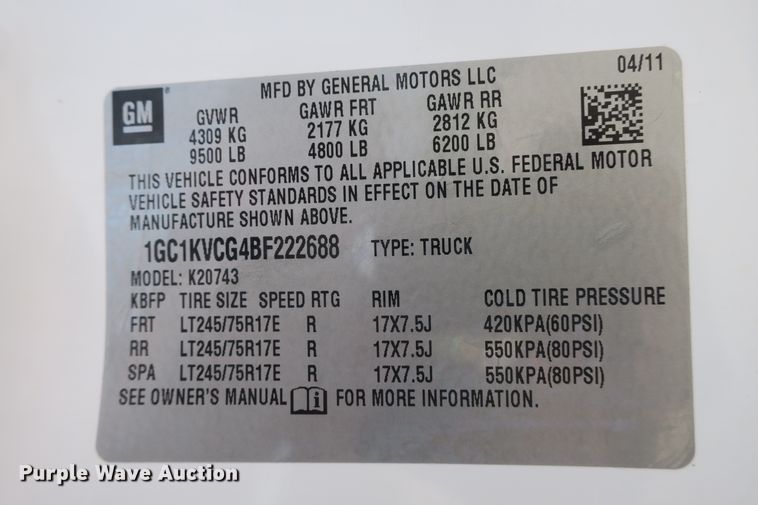 04/11
GM®
MFD BY GENERAL MOTORS LLC
GVWR GAWR FRT GAWR RR
4309 KG 2177 KG 2812 KG
9500 LB 4800 LB 6200 LB
THIS VEHICLE CONFORMS TO ALL APPLICABLE U.S. FEDERAL MOTOR
VEHICLE SAFETY STANDARDS IN EFFECT ON THE DATE OF
MANUFACTURE SHOWN ABOVE.
1GC1KVCG4BF222688 TYPE: TRUCK
MODEL: K20743
KBFP TIRE SIZE SPEED RTG RIM COLD TIRE PRESSURE
FRT LT245/75R17E R 17X7.5J 420KPA(60PSI)
RR LT245/75R17E R 17X7.5J 550KPA(80PSI)
SPA LT245/75R17E R 17X7.5J 550KPA(80PSI)
SEE OWNER'S MANUAL i FOR MORE INFORMATION.
Purple Wave Auction